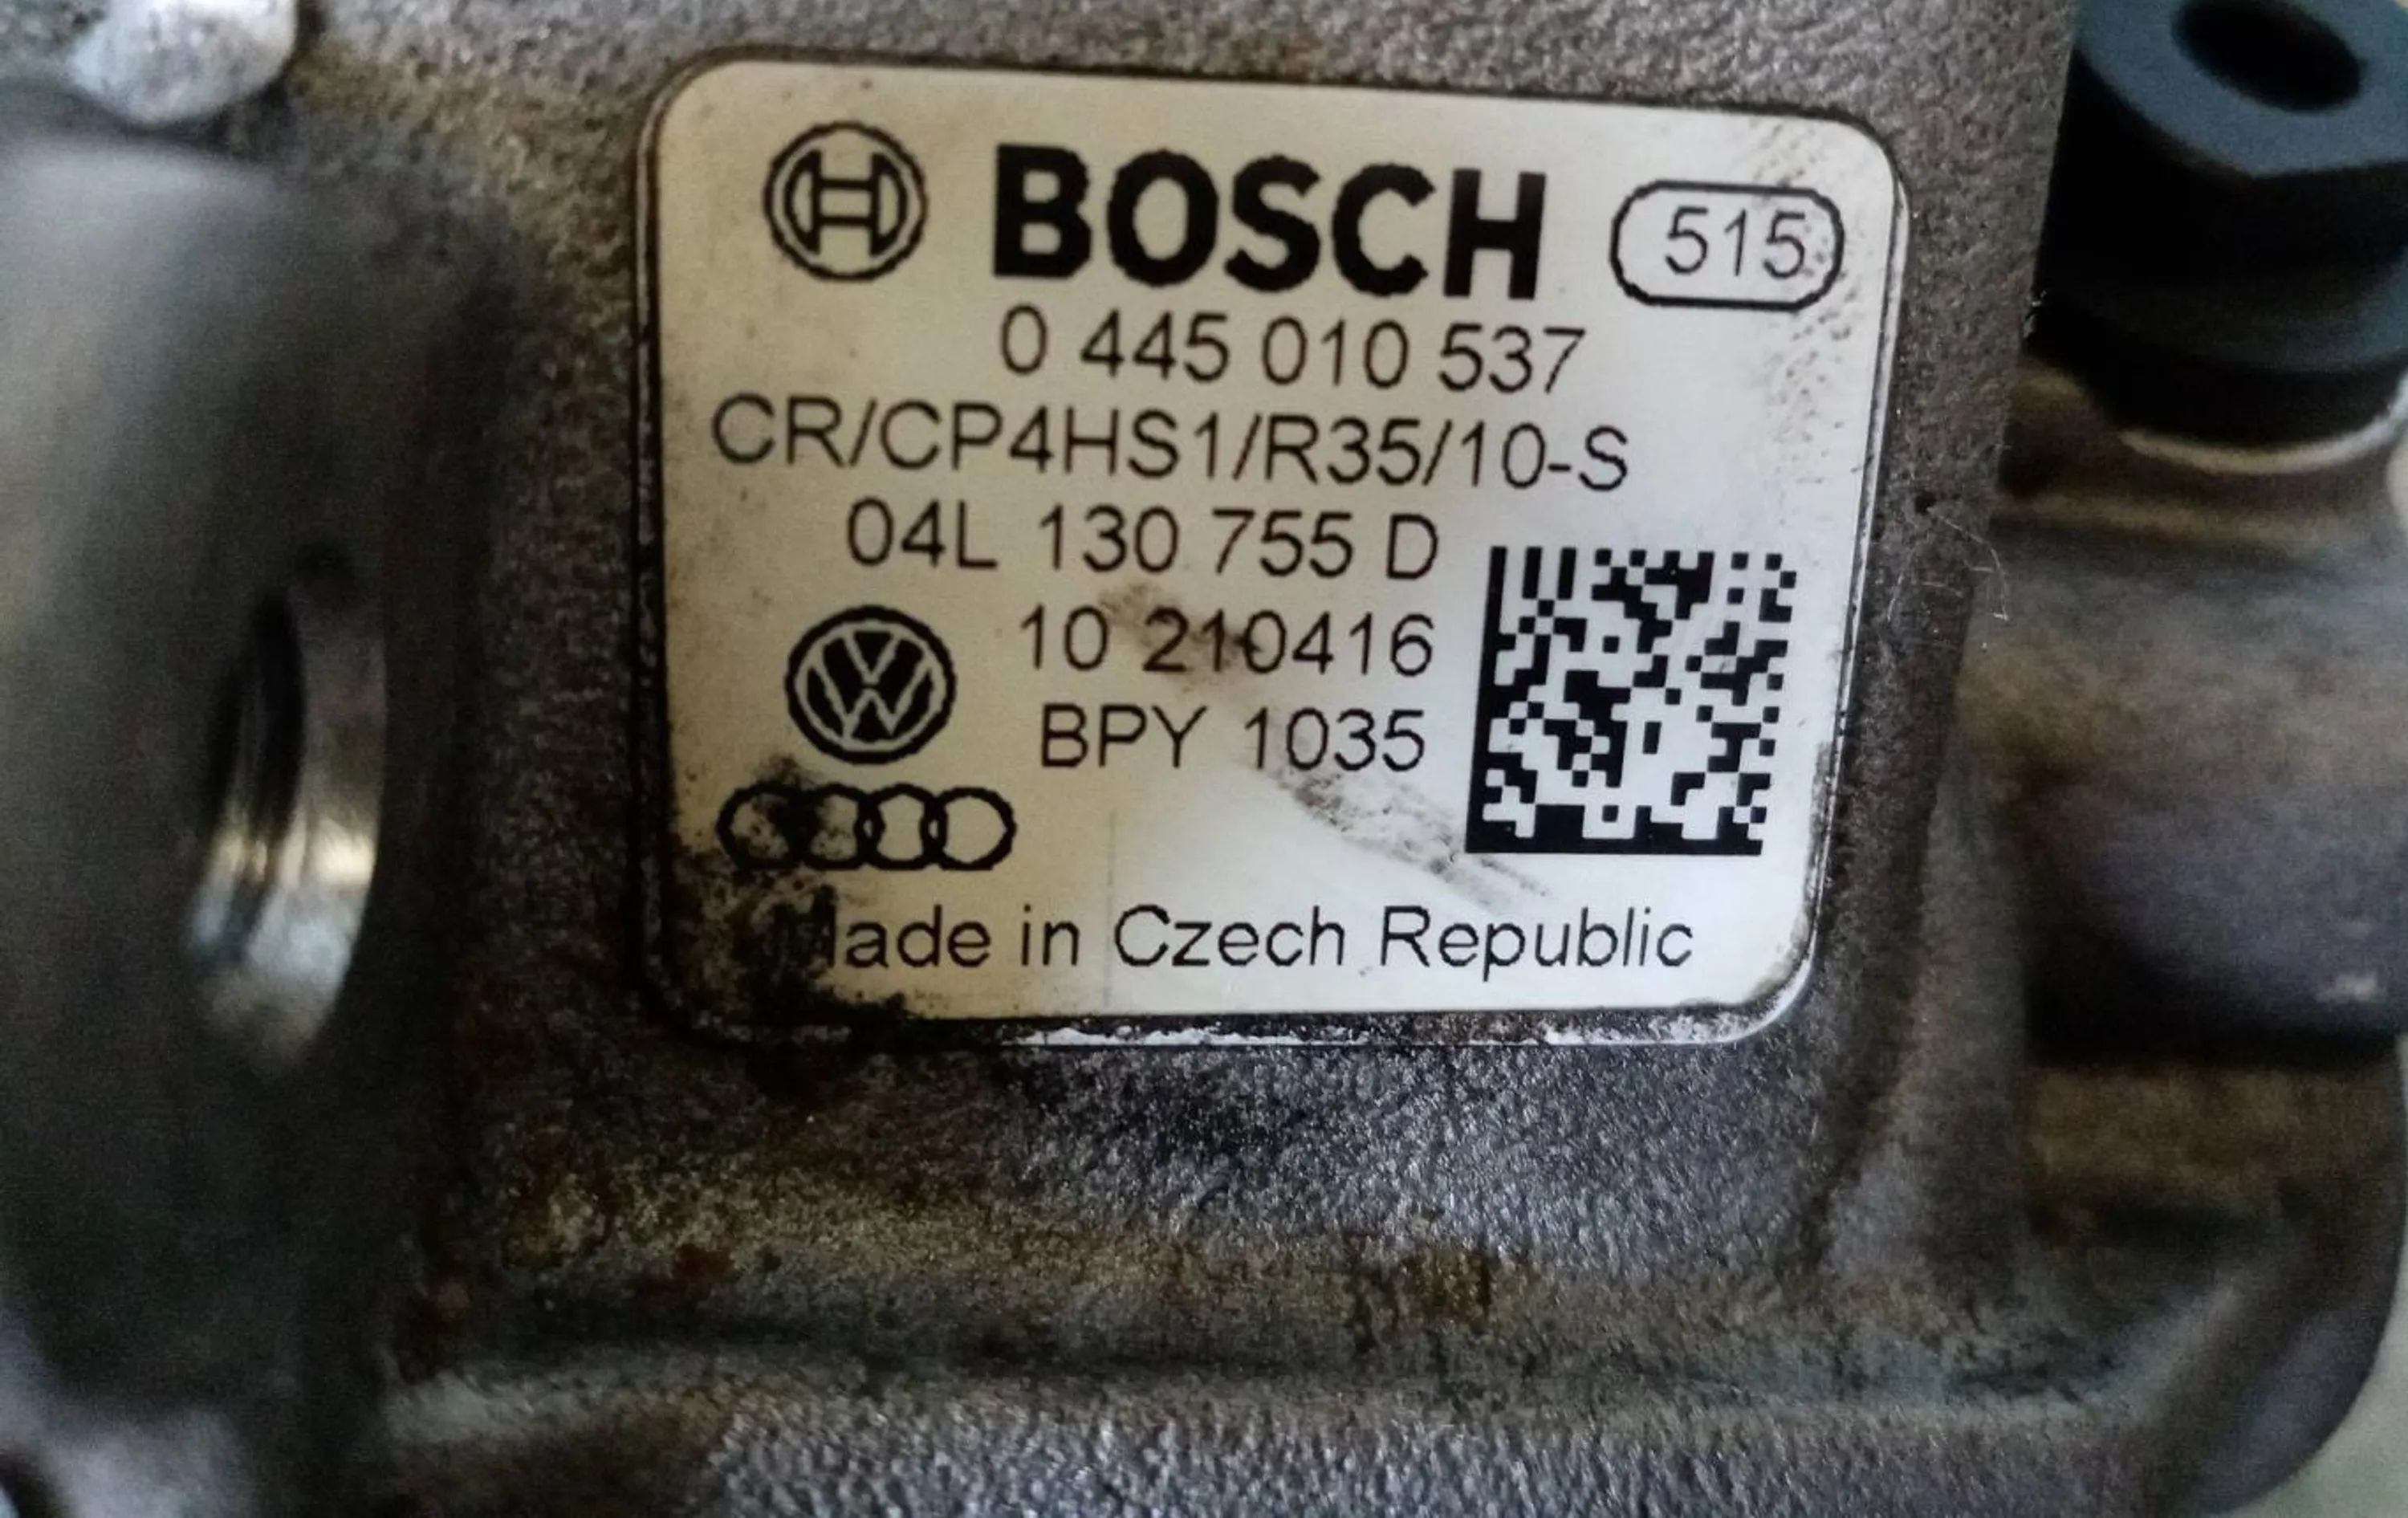 BOSCH 515
0 445 010 537
CR/CP4HS1/R35/10-S
04L 130 755 D
10 210416
BPY 1035
Made in Czech Republic